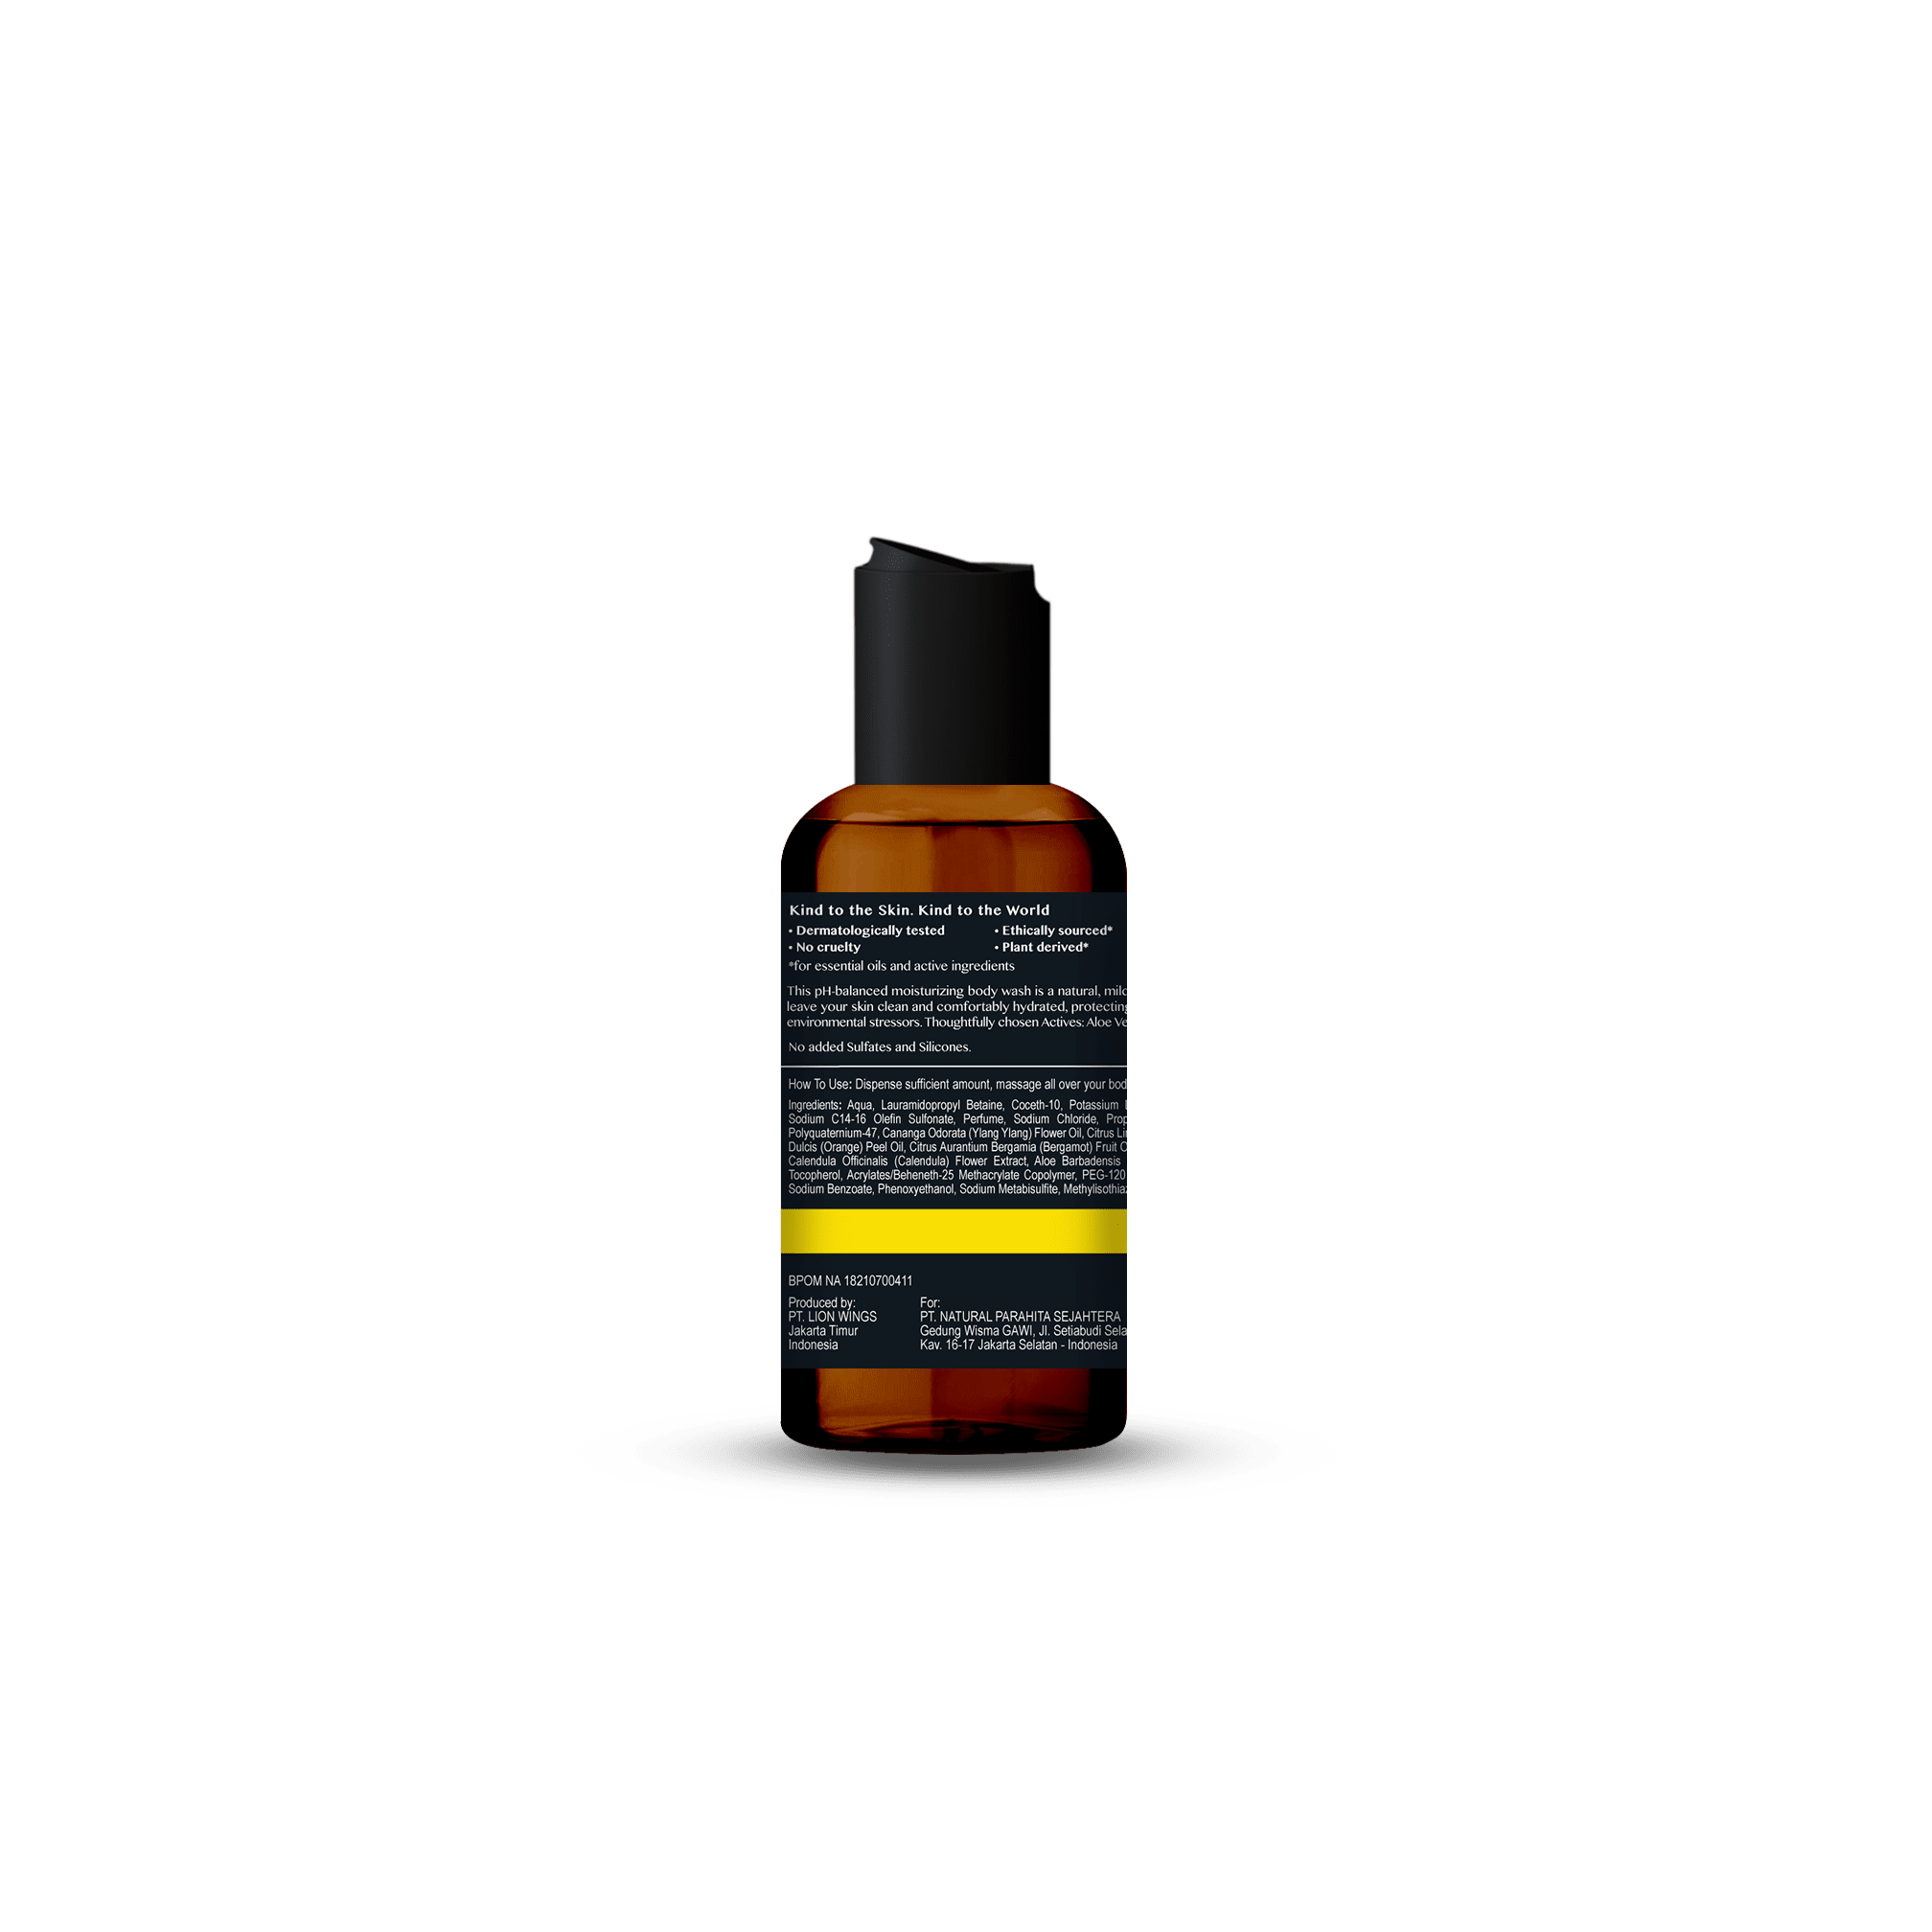 Kind to the Skin. Kind to the World
• Dermatologically tested • Ethically sourced*
• No cruelty • Plant derived*
*for essential oils and active ingredients
This pH-balanced moisturizing body wash is a natural,
leave your skin clean and comfortably hydrated,
environmental stressors. Thoughtfully chosen Actives: Aloe
No added Sulfates and Silicones.
How To Use: Dispense sufficient amount, massage all over your
Ingredients: Aqua, Lauramidopropyl Betaine, Coceth-10, Potassium
Sodium C14-16 Olefin Sulfonate, Perfume, Sodium Chloride,
Polyquaternium-47, Cananga Odorata (Ylang Ylang) Flower Oil, Citrus
Dulcis (Orange) Peel Oil, Citrus Aurantium Bergamia (Bergamot) Fruit
Calendula Officinalis (Calendula) Flower Extract, Aloe Barbadensis
Tocopherol, Acrylates/Beheneth-25 Methacrylate Copolymer, PEG-120
Sodium Benzoate, Phenoxyethanol, Sodium Metabisulfite,
BPOM NA 18210700411
Produced by: For:
PT. LION WINGS PT. NATURAL PARAHITA SEJAHTERA
Jakarta Timur Gedung Wisma GAWI, Jl. Setiabudi
Indonesia Kav. 16-17 Jakarta Selatan - Indonesia